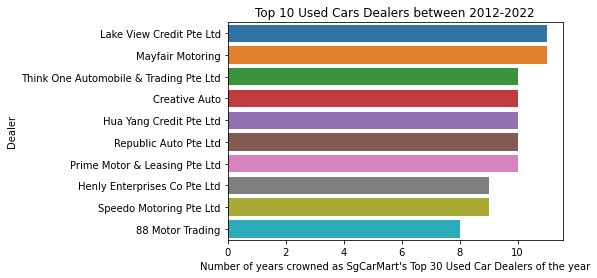 Top 10 Used Cars Dealers between 2012-2022
Dealer
Lake View Credit Pte Ltd
Mayfair Motoring
Think One Automobile & Trading Pte Ltd
Creative Auto
Hua Yang Credit Pte Ltd
Republic Auto Pte Ltd
Prime Motor & Leasing Pte Ltd
Henly Enterprises Co Pte Ltd
Speedo Motoring Pte Ltd
88 Motor Trading
0 2 4 6 8 10
Number of years crowned as SgCarMart's Top 30 Used Car Dealers of the year